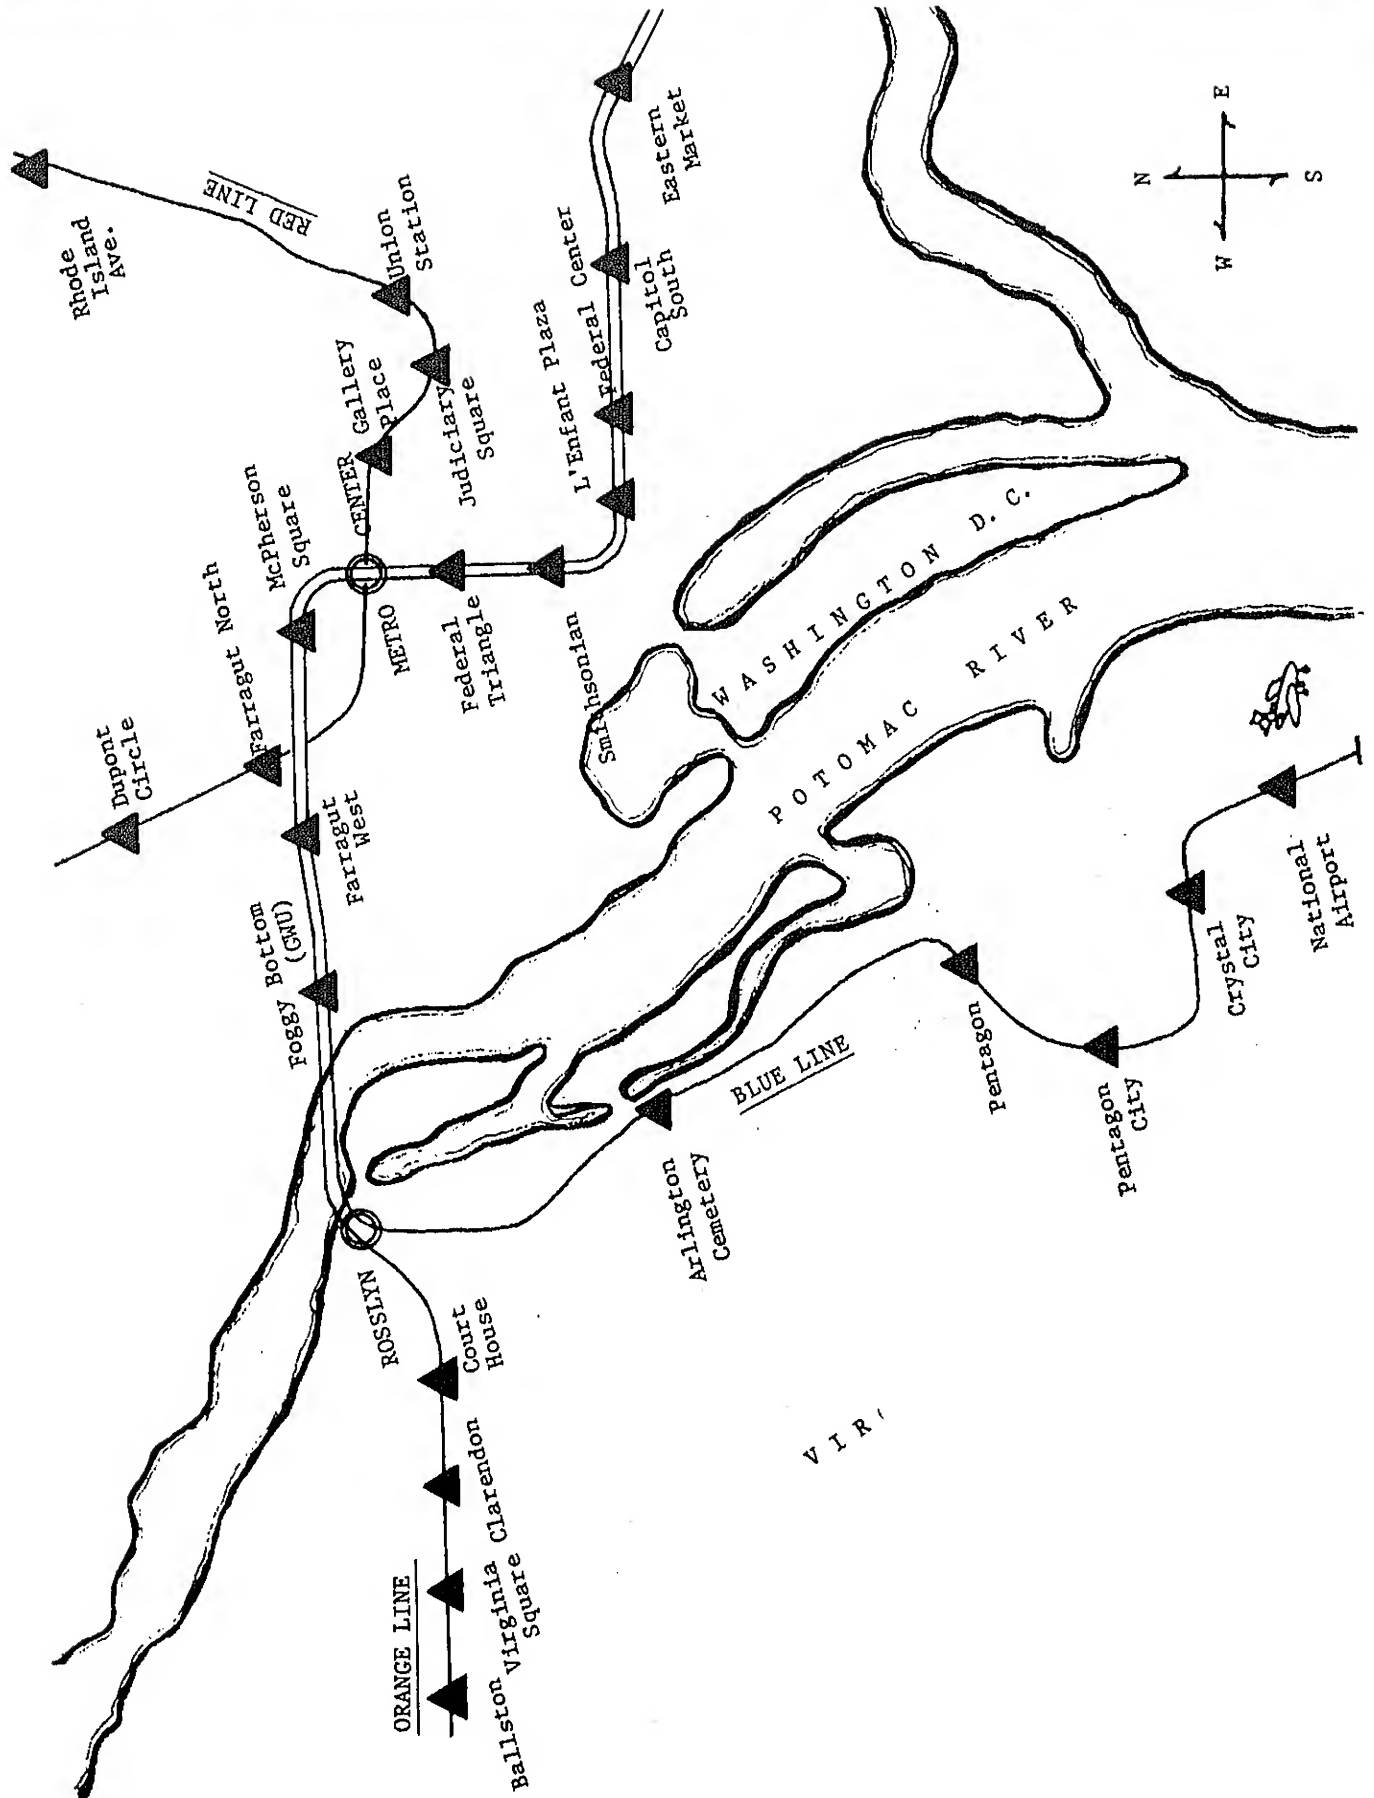 Rhode
Island
Ave.
RED LINE
Union
Station
Gallery
Place
Judiciary
Square
METRO CENTER
McPherson
Square
Farragut North
Dupont
Circle
Farragut
West
Foggy Bottom
(GWU)
Federal
Triangle
Smithsonian
L'Enfant Plaza
Federal Center
Capitol
South
Eastern
Market
N
W E
S
WASHINGTON D.C.
POTOMAC RIVER
ROSSLYN
Court
House
Clarendon
Virginia
Square
Ballston
ORANGE LINE
Arlington
Cemetery
BLUE LINE
Pentagon
Pentagon
City
Crystal
City
National
Airport
VIR